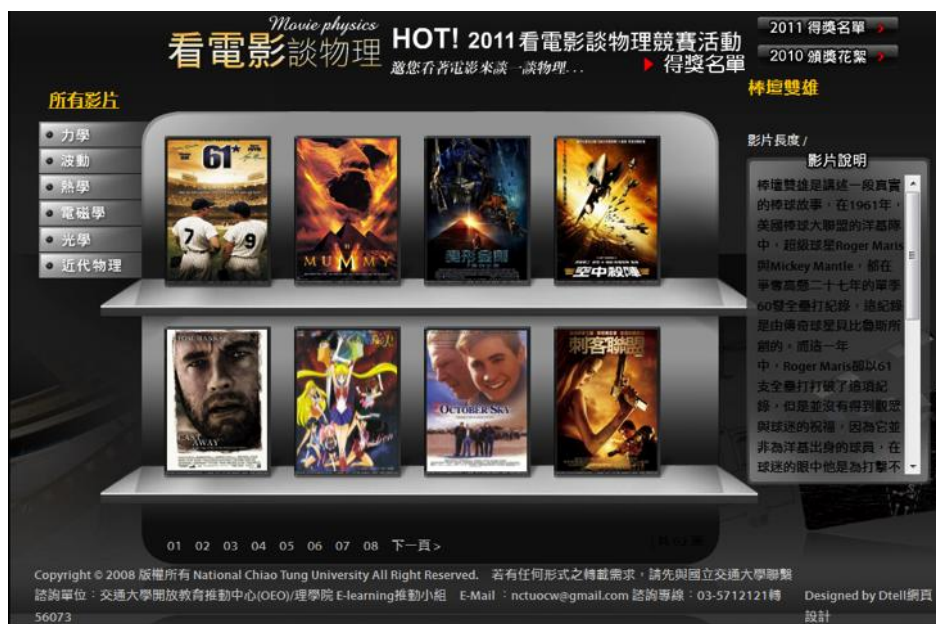 Movie physics
看電影談物理
HOT! 2011看電影談物理競賽活動
邀您看著電影來談一談物理...
得獎名單
2011 得獎名單
2010 頒獎花絮
所有影片
力學
波動
熱學
電磁學
光學
近代物理
61*
7
9
THE MUMMY
變形金剛
空中殺陣
TOM HANKS
CAST AWAY
OCTOBER SKY
刺客聯盟
棒壇雙雄
影片長度 /
影片說明
棒壇雙雄是講述一段真實
的棒球故事，在1961年，
美國棒球大聯盟的洋基隊
中，超級球星Roger Maris
與Mickey Mantle，都在
爭奪高懸二十七年的單季
60發全壘打紀錄，這紀錄
是由傳奇球星貝比魯斯所
創的。而這一年
中，Roger Maris卻以61
支全壘打打破了這項紀
錄，但是並沒有得到觀眾
與球迷的祝福，因為它並
非為洋基出身的球員，在
球迷的眼中他是為打擊不
01 02 03 04 05 06 07 08 下一頁 >
Copyright © 2008 版權所有 National Chiao Tung University All Right Reserved. 若有任何形式之轉載需求，請先與國立交通大學聯繫
諮詢單位：交通大學開放教育推動中心(OEO)/理學院 E-learning推動小組 E-Mail：nctuocw@gmail.com 諮詢專線：03-5712121轉
56073
Designed by Dtell網頁
設計